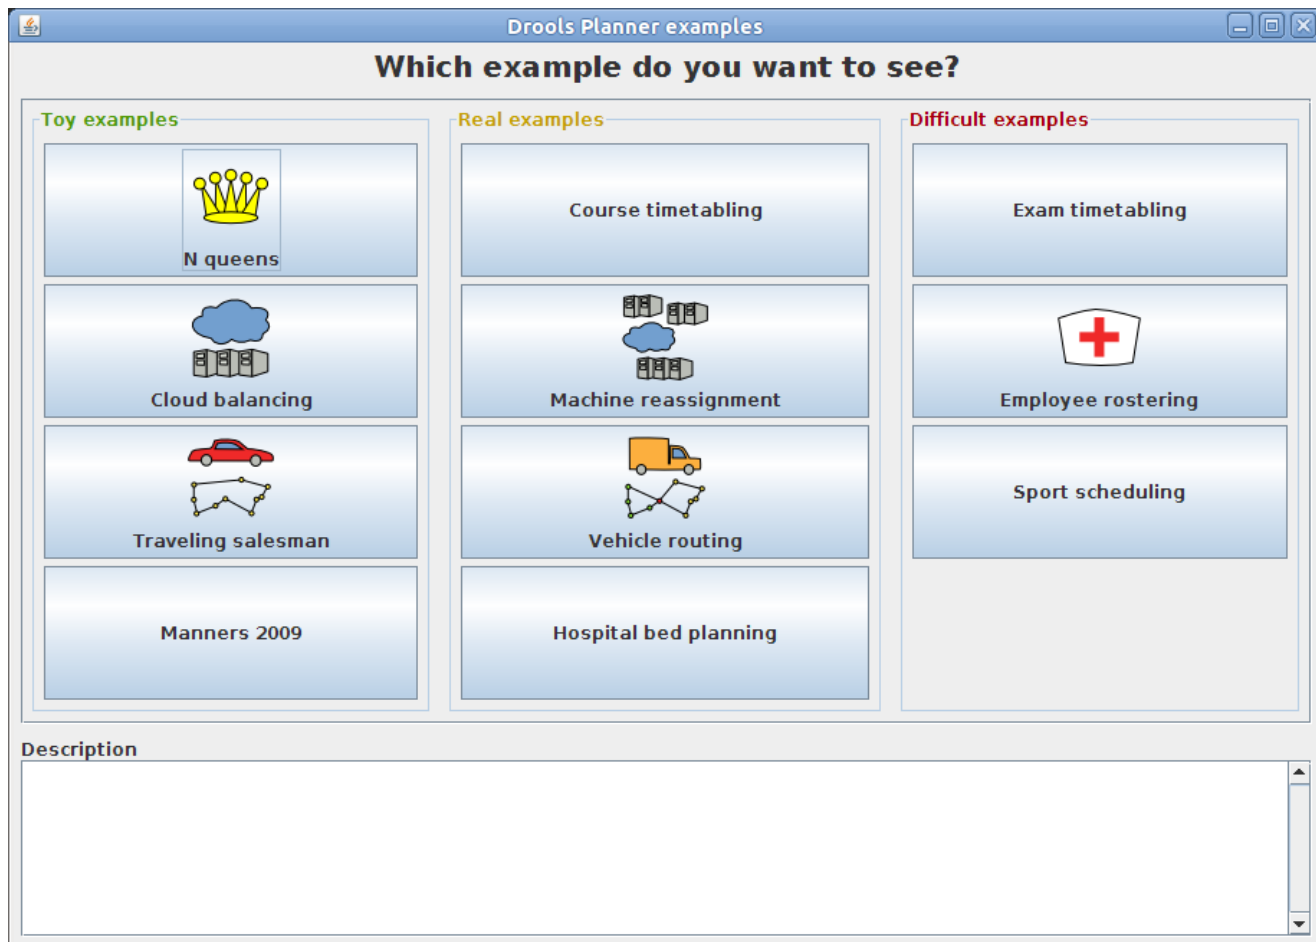 Drools Planner examples
Which example do you want to see?
Toy examples
N queens
Cloud balancing
Traveling salesman
Manners 2009
Real examples
Course timetabling
Machine reassignment
Vehicle routing
Hospital bed planning
Difficult examples
Exam timetabling
Employee rostering
Sport scheduling
Description